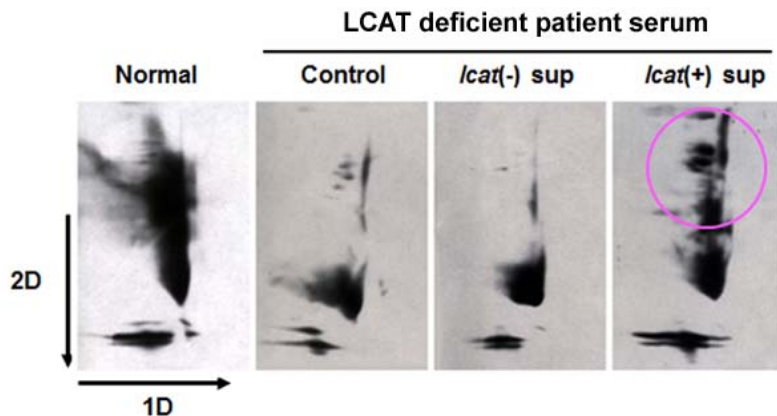 LCAT deficient patient serum
Normal
Control
lcat(-) sup
lcat(+) sup
2D
1D